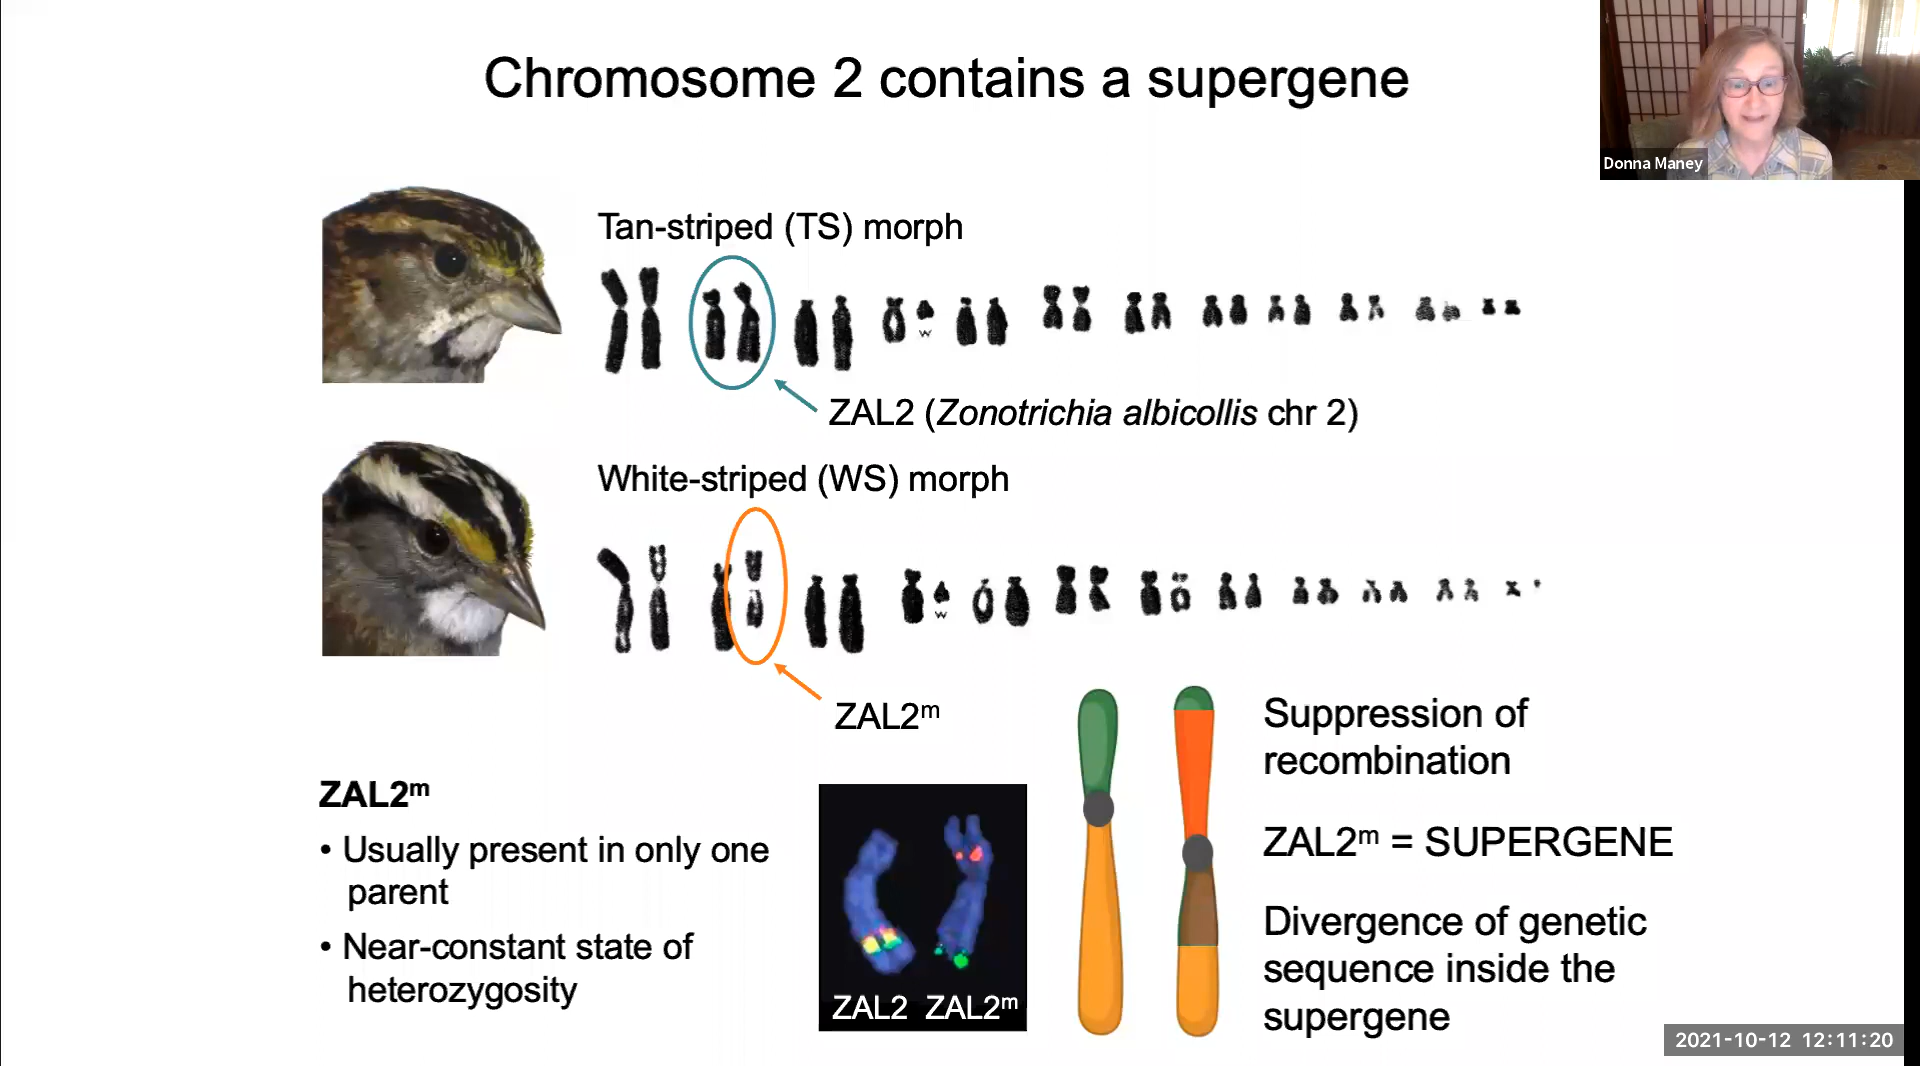 Chromosome 2 contains a supergene
Donna Maney
Tan-striped (TS) morph
w
ZAL2 (Zonotrichia albicollis chr 2)
White-striped (WS) morph
w
ZAL2ᵐ
ZAL2ᵐ
• Usually present in only one
parent
• Near-constant state of
heterozygosity
ZAL2 ZAL2ᵐ
Suppression of
recombination
ZAL2ᵐ = SUPERGENE
Divergence of genetic
sequence inside the
supergene
2021-10-12 12:11:20